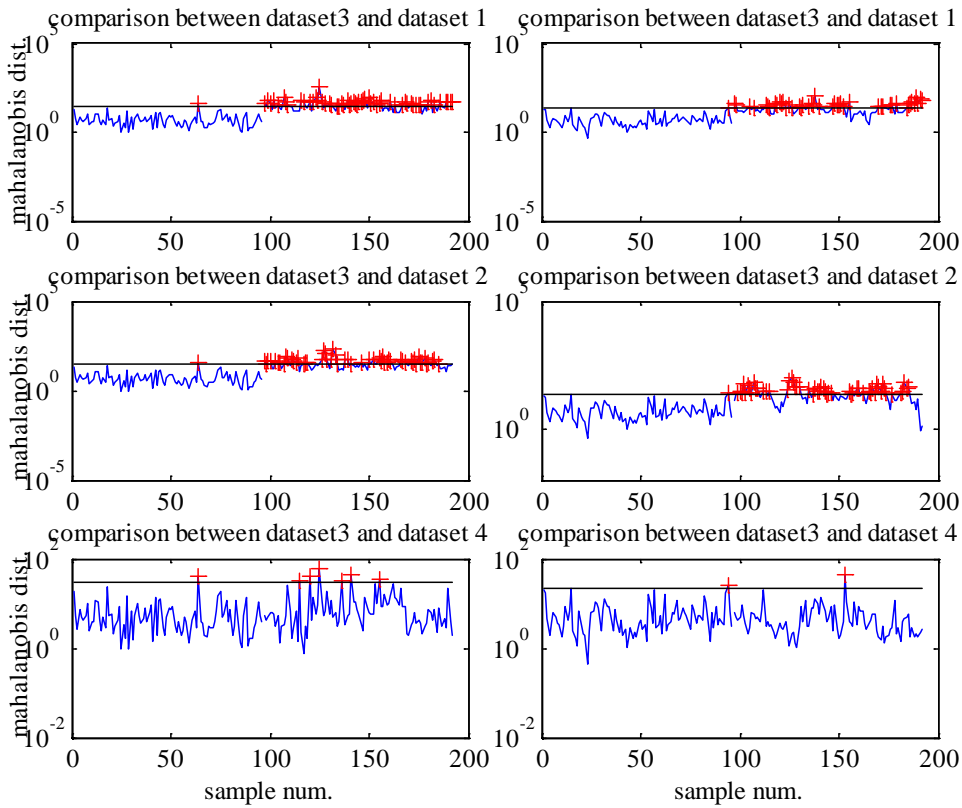 comparison between dataset3 and dataset 1
comparison between dataset3 and dataset 1
mahalanobis dist.
10^5
10^0
10^-5
0 50 100 150 200
10^5
10^0
10^-5
0 50 100 150 200
comparison between dataset3 and dataset 2
comparison between dataset3 and dataset 2
mahalanobis dist.
10^5
10^0
10^-5
0 50 100 150 200
10^5
10^0
0 50 100 150 200
comparison between dataset3 and dataset 4
comparison between dataset3 and dataset 4
mahalanobis dist.
10^2
10^0
10^-2
0 50 100 150 200
sample num.
10^2
10^0
10^-2
0 50 100 150 200
sample num.